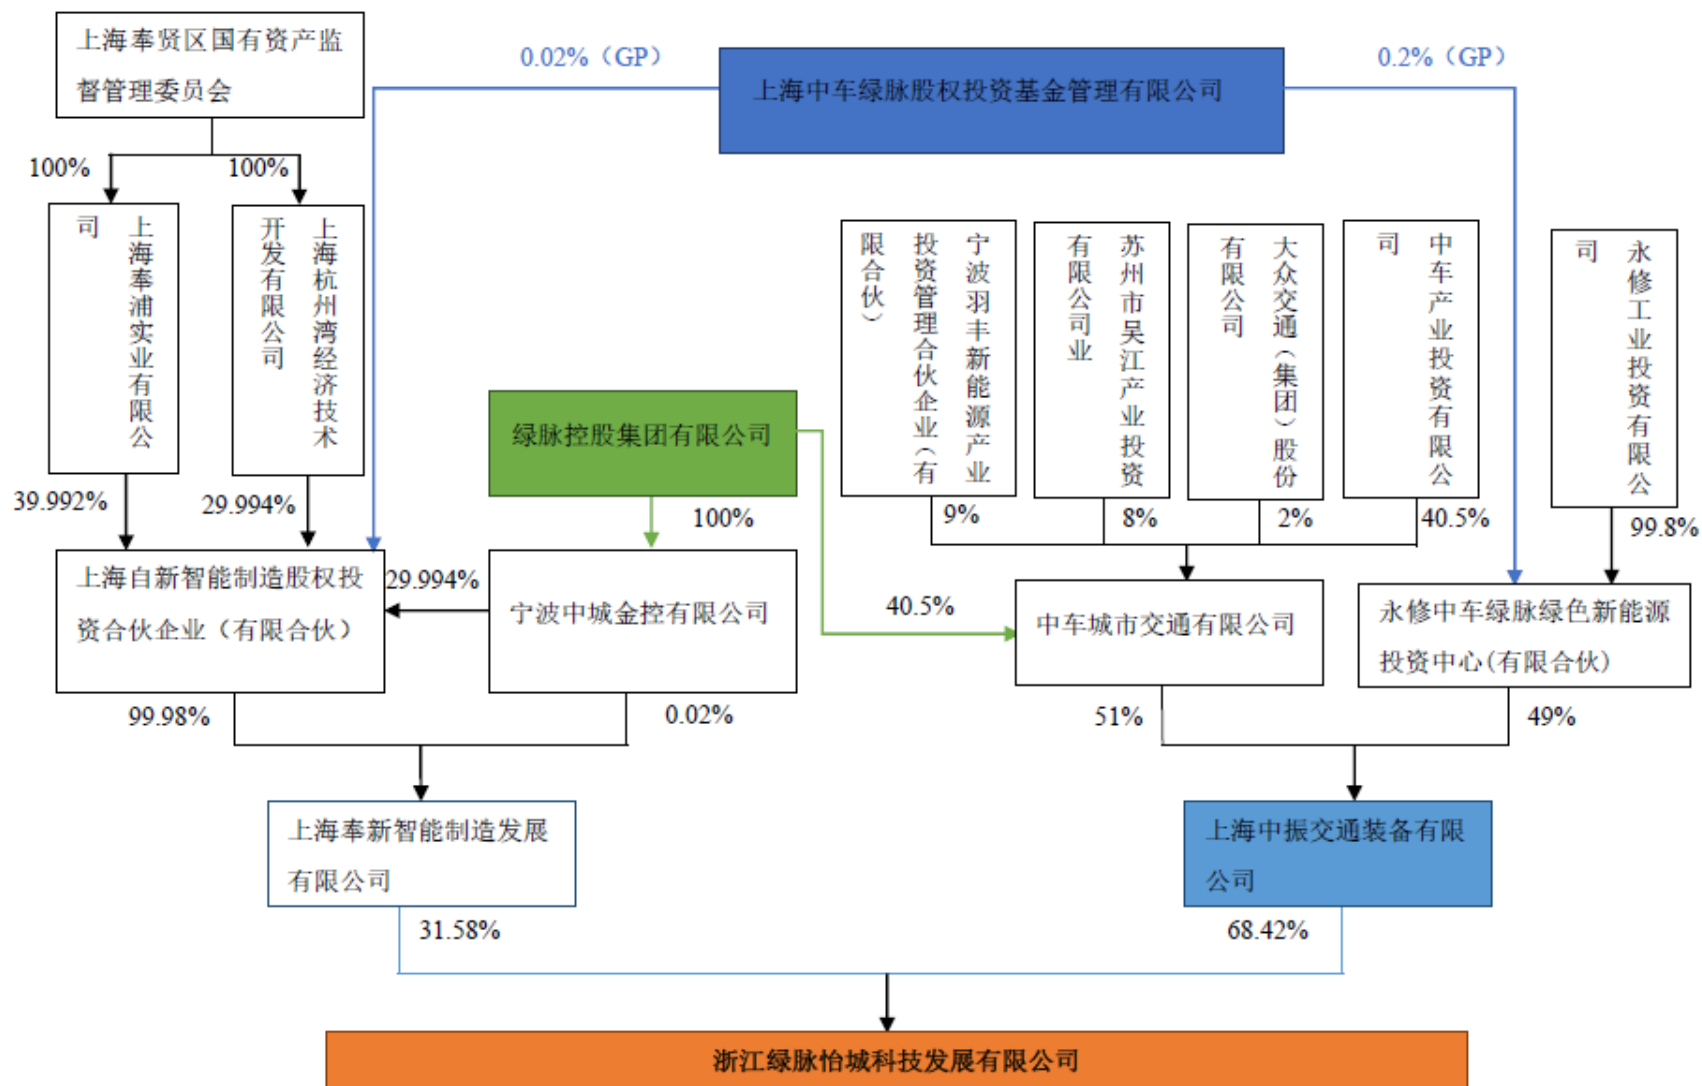 上海奉贤区国有资产监
督管理委员会
0.02%（GP）
上海中车绿脉股权投资基金管理有限公司
0.2%（GP）
100%
100%
上海奉浦实业有限公
司
上海杭州湾经济技术
开发有限公司
宁波羽丰新能源产业
投资管理合伙企业（有
限合伙）
苏州市吴江产业投资
有限公司业
大众交通（集团）股份
有限公司
中车产业投资有限公
司
永修工业投资有限公
司
绿脉控股集团有限公司
39.992%
29.994%
100%
9%
8%
2%
40.5%
99.8%
上海自新智能制造股权投
资合伙企业（有限合伙）
29.994%
宁波中城金控有限公司
40.5%
中车城市交通有限公司
永修中车绿脉绿色新能源
投资中心(有限合伙)
99.98%
0.02%
51%
49%
上海奉新智能制造发展
有限公司
上海中振交通装备有限
公司
31.58%
68.42%
浙江绿脉怡城科技发展有限公司